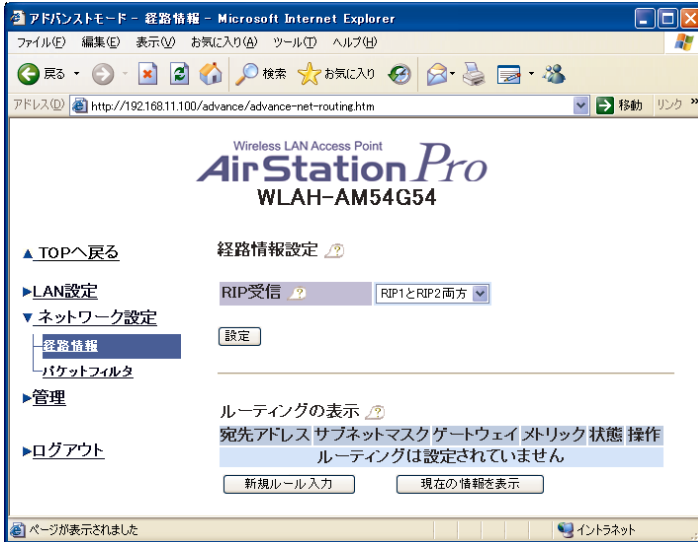 アドバンストモード - 経路情報 - Microsoft Internet Explorer
ファイル(F) 編集(E) 表示(V) お気に入り(A) ツール(T) ヘルプ(H)
戻る 検索 お気に入り
アドレス(D) http://192.168.11.100/advance/advance-net-routing.htm 移動 リンク »
Wireless LAN Access Point
AirStation Pro
WLAH-AM54G54
▲ TOPへ戻る
►LAN設定
▼ ネットワーク設定
経路情報
パケットフィルタ
►管理
►ログアウト
経路情報設定 ?
RIP受信 ? RIP1とRIP2両方
設定
ルーティングの表示 ?
宛先アドレス サブネットマスク ゲートウェイ メトリック 状態 操作
ルーティングは設定されていません
新規ルール入力 現在の情報を表示
ページが表示されました イントラネット